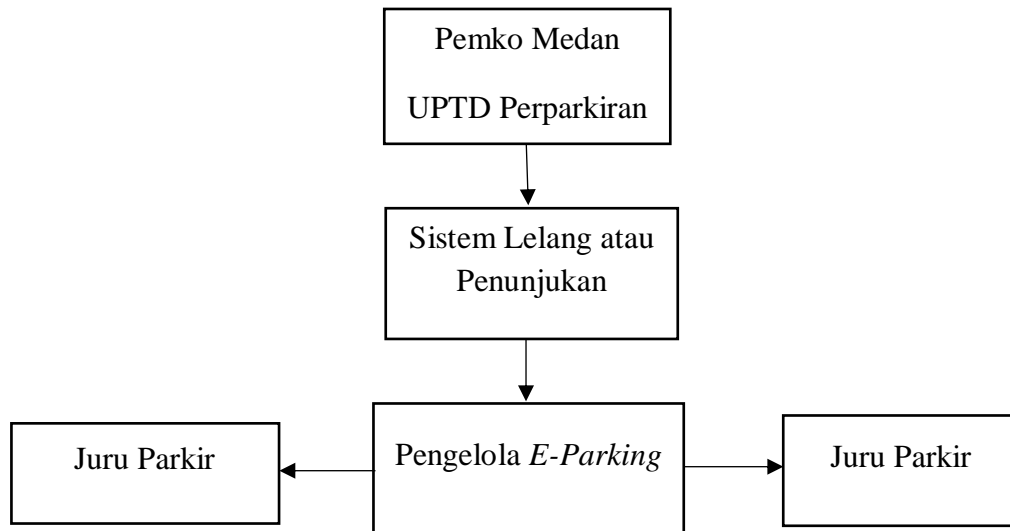 Pemko Medan
UPTD Perparkiran
Sistem Lelang atau
Penunjukan
Juru Parkir
Pengelola E-Parking
Juru Parkir